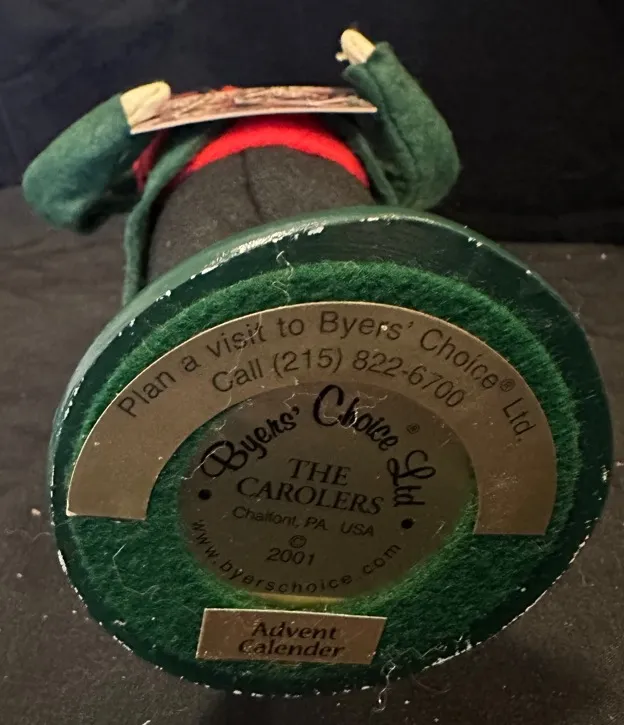 Plan a visit to Byers' Choice® Ltd.
Call (215) 822-6700
Byers' Choice Ltd ®
THE
CAROLERS
Chalfont, PA USA
©
2001
www.byerschoice.com
Advent
Calender